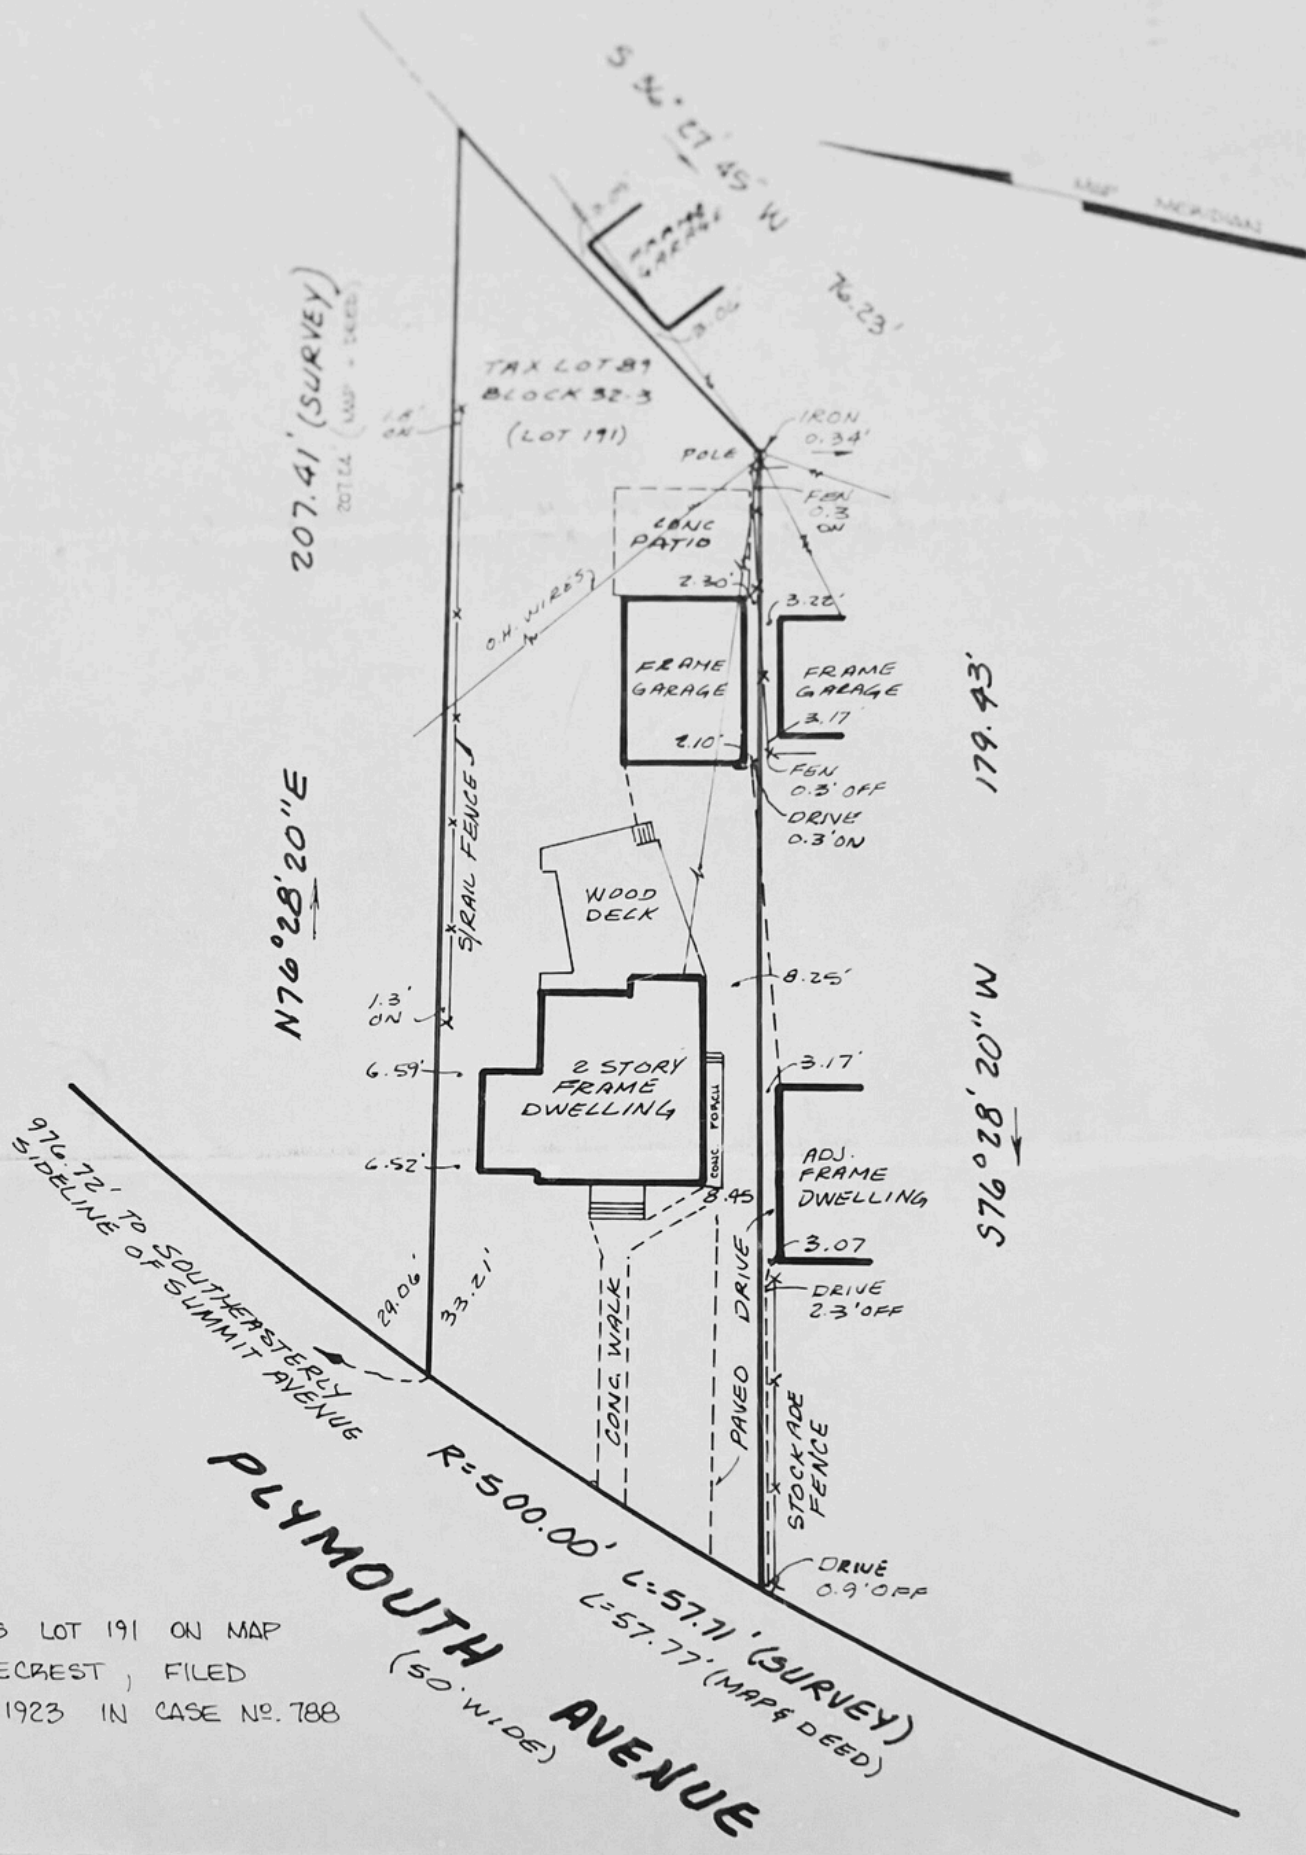 S 36° 27' 45" W
MAP MERIDIAN
FRAME
GARAGE
76.23'
207.41' (SURVEY)
TAX LOT 89
BLOCK 32-3
(LOT 191)
ON
IRON
0.34'
POLE
FEN
0.3
ON
CONC
PATIO
2.30'
O.H. WIRES
3.22'
FRAME
GARAGE
FRAME
GARAGE
3.17'
2.10'
FEN
0.3' OFF
DRIVE
0.3' ON
179.43'
N76° 28' 20" E
S/RAIL FENCE
WOOD
DECK
8.25'
1.3'
ON
6.59'
6.52'
2 STORY
FRAME
DWELLING
CONC. PORCH
3.17'
ADJ.
FRAME
DWELLING
S76° 28' 20" W
8.45
3.07
DRIVE
2.3' OFF
976.72' TO SOUTHEASTERLY
SIDELINE OF SUMMIT AVENUE
29.06'
33.21'
CONC. WALK
PAVED DRIVE
STOCKADE
FENCE
DRIVE
0.9' OFF
R=500.00' L=57.71' (SURVEY)
L=57.77' (MAP & DEED)
PLYMOUTH AVENUE
(50' WIDE)
LOT 191 ON MAP
ECREST, FILED
1923 IN CASE Nº. 788